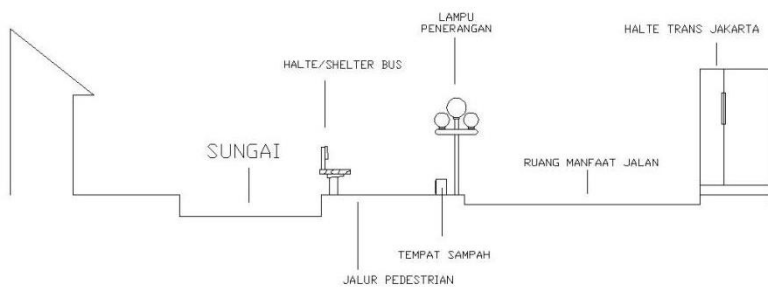 LAMPU
PENERANGAN
HALTE TRANS JAKARTA
HALTE/SHELTER BUS
SUNGAI
RUANG MANFAAT JALAN
TEMPAT SAMPAH
JALUR PEDESTRIAN